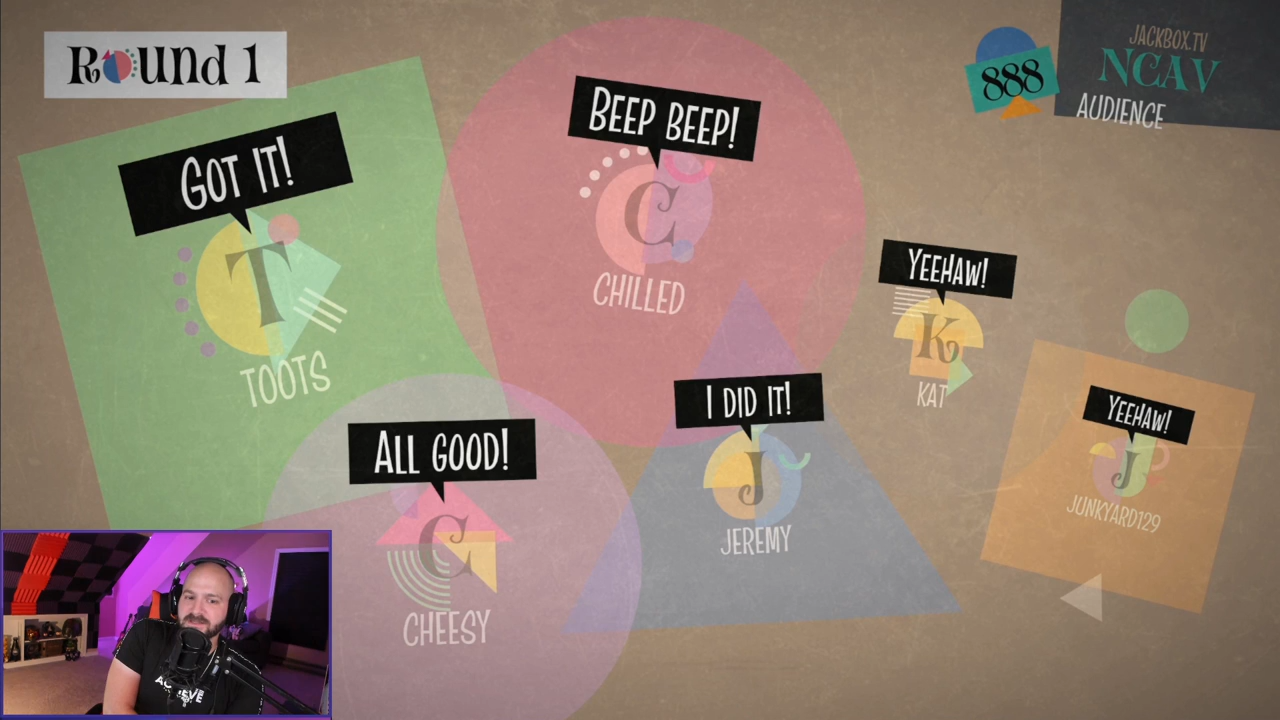 Round 1
888
JACKBOX.TV
NCAV
AUDIENCE
GOT IT!
T
TOOTS
BEEP BEEP!
C
CHILLED
YEEHAW!
K
KAT
I DID IT!
J
JEREMY
YEEHAW!
J
JUNKYARD129
ALL GOOD!
C
CHEESY